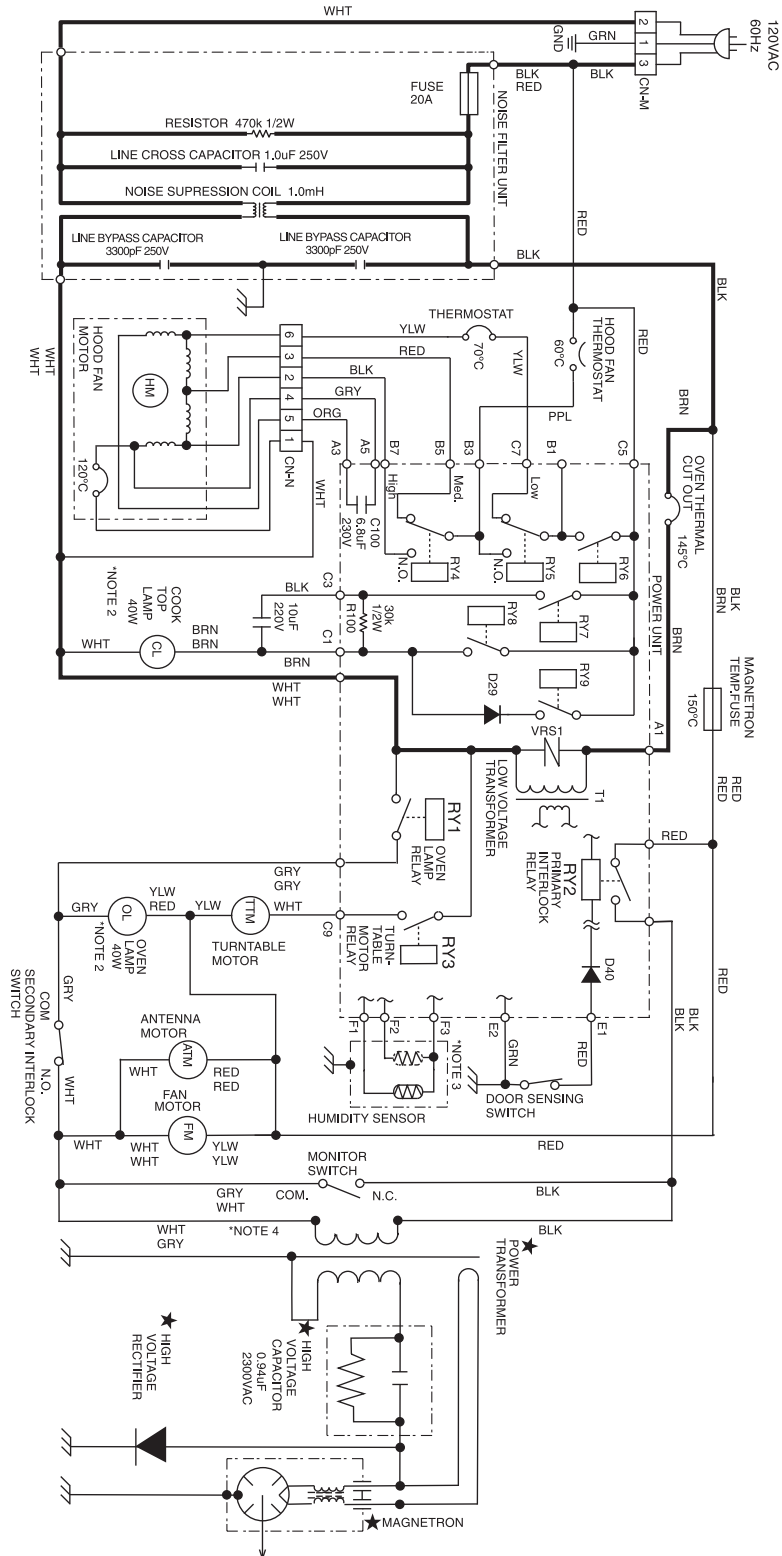 120VAC
60Hz
WHT
2
1
3
CN-M
GRN
GND
BLK
RED
BLK
FUSE
20A
NOISE FILTER UNIT
RESISTOR 470k 1/2W
LINE CROSS CAPACITOR 1.0uF 250V
NOISE SUPRESSION COIL 1.0mH
LINE BYPASS CAPACITOR
3300pF 250V
LINE BYPASS CAPACITOR
3300pF 250V
RED
BLK
BLK
WHT
WHT
HOOD FAN
MOTOR
HM
120°C
6
3
2
4
5
1
CN-N
YLW
RED
BLK
GRY
ORG
WHT
THERMOSTAT
70°C
YLW
HOOD FAN
THERMOSTAT
60°C
PPL
RED
BRN
OVEN THERMAL
CUT OUT
145°C
A3
A5
B7
B5
B3
C7
B1
C5
High
Med.
Low
C100
6.8uF
230V
N.O.
RY4
N.O.
RY5
RY6
POWER UNIT
BRN
BLK
BRN
MAGNETRON
TEMP.FUSE
150°C
COOK
TOP
LAMP
40W
*NOTE 2
BLK
C3
10uF
220V
30k
1/2W
R100
RY8
RY7
WHT
CL
BRN
BRN
C1
BRN
WHT
WHT
D29
RY9
A1
VRS1
LOW VOLTAGE
TRANSFORMER
T1
RED
RED
RY1
OVEN
LAMP
RELAY
RY2
PRIMARY
INTERLOCK
RELAY
RED
GRY
GRY
GRY
OL
YLW
RED
YLW
TTM
WHT
C9
TURN-
TABLE
MOTOR
RELAY
RY3
D40
*NOTE 2
OVEN
LAMP
40W
TURNTABLE
MOTOR
RED
BLK
BLK
SECONDARY INTERLOCK
SWITCH
COM
N.O.
GRY
WHT
ANTENNA
MOTOR
WHT
ATM
RED
RED
F1
F2
F3
E2
E1
*NOTE 3
HUMIDITY SENSOR
GRN
RED
DOOR SENSING
SWITCH
FAN
MOTOR
WHT
WHT
WHT
FM
YLW
YLW
RED
MONITOR
SWITCH
GRY
WHT
COM.
N.C.
BLK
WHT
GRY
*NOTE 4
BLK
★ POWER
TRANSFORMER
★ HIGH
VOLTAGE
CAPACITOR
0.94uF
2300VAC
★ HIGH
VOLTAGE
RECTIFIER
★ MAGNETRON